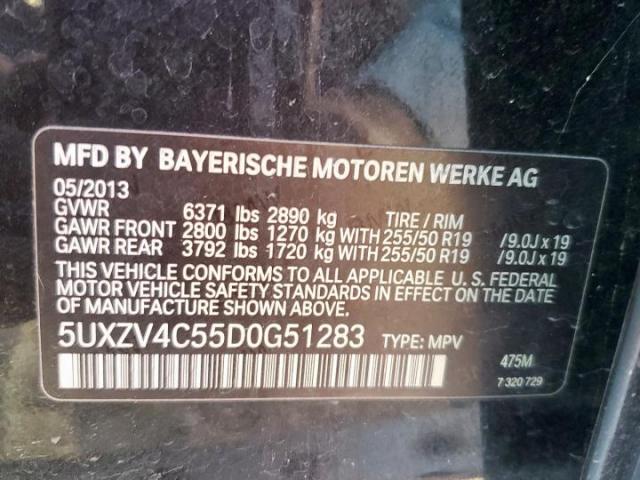 MFD BY BAYERISCHE MOTOREN WERKE AG
05/2013
GVWR 6371 lbs 2890 kg TIRE / RIM
GAWR FRONT 2800 lbs 1270 kg WITH 255/50 R19 /9.0J x 19
GAWR REAR 3792 lbs 1720 kg WITH 255/50 R19 /9.0J x 19
THIS VEHICLE CONFORMS TO ALL APPLICABLE U.S. FEDERAL
MOTOR VEHICLE SAFETY STANDARDS IN EFFECT ON THE DATE
OF MANUFACTURE SHOWN ABOVE.
5UXZV4C55D0G51283 TYPE: MPV
475M
7 320 729